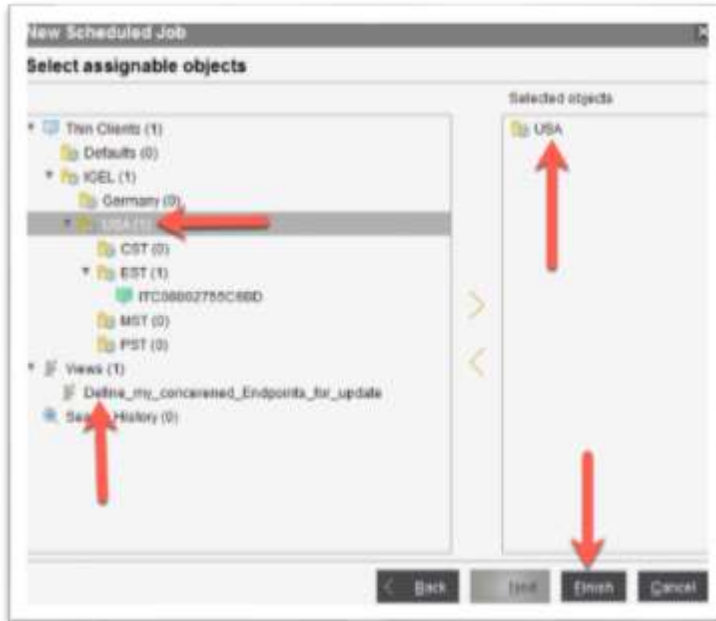 New Scheduled Job
Select assignable objects
Selected objects
Thin Clients (1)
Defaults (0)
IGEL (1)
Germany (0)
USA (1)
CST (0)
EST (1)
MST (0)
PST (0)
Views (1)
Define_my_concerened_Endpoints_for_update
History (0)
USA
Back
Next
Finish
Cancel